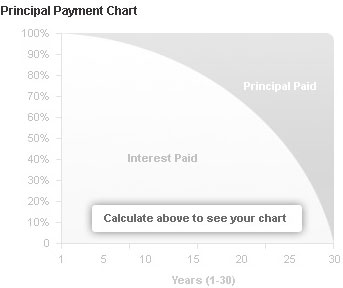 Principal Payment Chart
100%
90%
80%
70%
60%
50%
40%
30%
20%
10%
0
Principal Paid
Interest Paid
Calculate above to see your chart
1 5 10 15 20 25 30
Years (1-30)